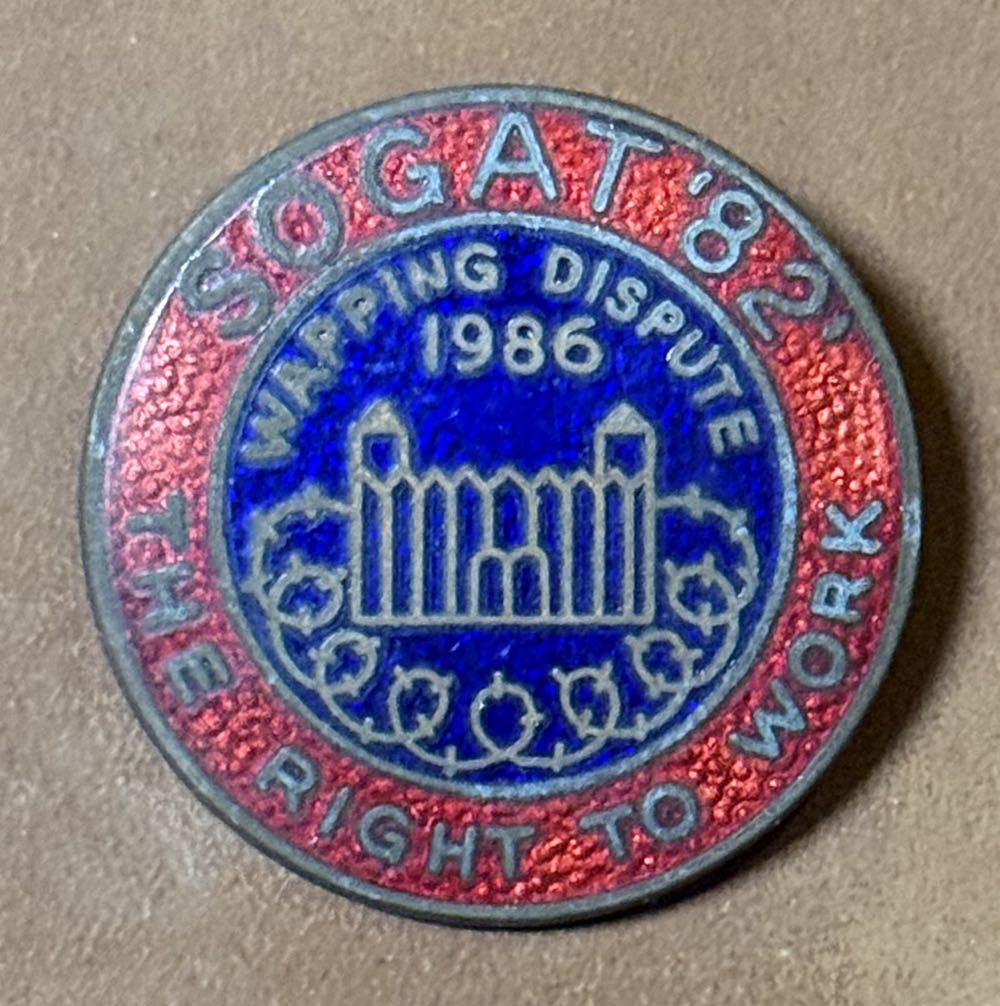 SOGAT '82'
WAPPING DISPUTE
1986
THE RIGHT TO WORK